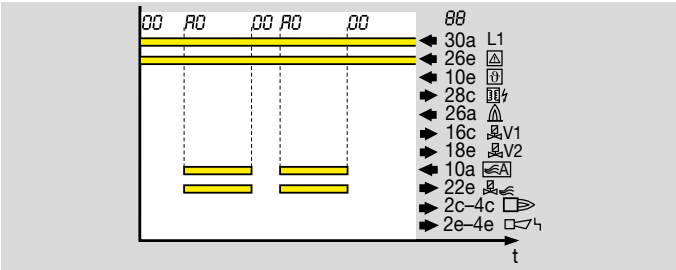 00 A0 00 A0 00 88
30a L1
26e
10e ϑ
28c
26a
16c V1
18e V2
10a A
22e
2c–4c
2e–4e
t